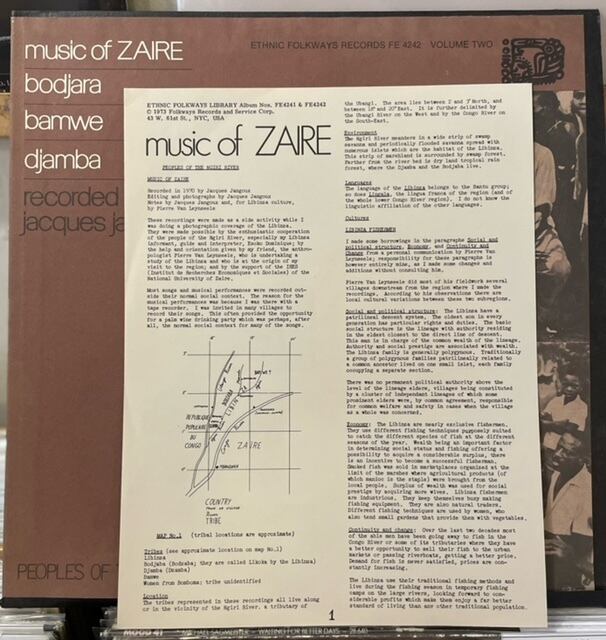 music of ZAIRE
bodjara
bamwe
djamba
recorded
jacques ja
PEOPLES OF
ETHNIC FOLKWAYS RECORDS FE 4242 VOLUME TWO
ETHNIC FOLKWAYS LIBRARY Album Nos. FE4241 & FE4242
© 1973 Folkways Records and Service Corp.
43 W. 61st St., NYC, USA
music of ZAIRE
PEOPLES OF THE NGIRI RIVER
MUSIC OF ZAIRE
Recorded in 1970 by Jacques Jangoux
Editing and photographs by Jacques Jangoux
Notes by Jacques Jangoux and, for Libinza culture,
by Pierre Van Leynseele
These recordings were made as a side activity while I
was doing a photographic coverage of the Libinza.
They were made possible by the enthusiastic cooperation
of the people of the Ngiri River, especially my Libinza
informant, guide and interpreter, Dominique; by
the help and orientation given by my friend, the anthro-
pologist Pierre Van Leynseele, who is undertaking a
study of the Libinza and who is at the origin of my
visit to the region; and by the support of the IRES
(Institut de Recherches Economiques et Sociales) of the
National University of Zaire.
Most songs and musical performances were recorded out-
side their normal social context. The reason for the
musical performances was because I was there with a
tape recorder. I was invited in many villages to
record their songs. This often provided the opportunity
for a palm wine drinking party which was perhaps, after
all, the normal social context for many of the songs.
REPUBLIQUE
POPULAIRE
DU
CONGO
ZAIRE
COUNTRY
River
TRIBE
MAP No.1 (tribal locations are approximate)
Tribes (see approximate location on map No.1)
Libinza
Bodjaba (Bodzaba; they are called Likoka by the Libinza)
Djamba (Dzamba)
Bamwe
Women from Bomboma; tribe unidentified
Location
The tribes represented in these recordings all live along
or in the vicinity of the Ngiri River, a tributary of
the Ubangi. The area lies between 1° and 3° North, and
between 18° and 20° East. It is further delimited by
the Ubangi River on the West and by the Congo River on
the South-East.
Environment
The Ngiri River meanders in a wide strip of swamp
savanna and periodically flooded savanna spread with
numerous islets which are the habitat of the Libinza.
This strip of marshland is surrounded by swamp forest.
Farther from the river bed is dry land tropical rain
forest, where the Djamba and the Bodjaba live.
Languages
The language of the Libinza belongs to the Bantu group;
so does Lingala, the lingua franca of the region (and of
the whole lower Congo River region). I do not know the
linguistic affiliation of the other languages.
Cultures
LIBINZA FISHERMEN
I made some borrowings in the paragraphs Social and
political structure, Economy, and Continuity and
Change from a personal communication by Pierre Van
Leynseele; responsibility for these paragraphs is
however entirely mine, as I made some changes and
additions without consulting him.
Pierre Van Leynseele did most of his fieldwork several
villages downstream from the region where I made the
recordings. According to his observations there are
local cultural variations between these two subregions.
Social and political structure: The Libinza have a
patrilineal descent system. The oldest son in every
generation has particular rights and duties. The basic
social structure is the lineage with authority residing
in the eldest closest to the direct line of descent.
This man is in charge of the common wealth of the lineage.
Authority and social prestige are associated with wealth.
The Libinza family is generally polygynous. Traditionally
a group of polygynous families patrilineally related to
a common ancestor lived on one small islet, each family
occupying a separate section.
There was no permanent political authority above the
level of the lineage elders, villages being constituted
by a cluster of independent lineages of which some
prominent elders were, by common agreement, responsible
for common welfare and safety in cases when the village
as a whole was concerned.
Economy: The Libinza are nearly exclusive fishermen.
They use different fishing techniques purposely suited
to catch the different species of fish at the different
seasons of the year. Wealth being an important factor
in determining social status and fishing offering a
possibility to acquire a considerable surplus, there
is an incentive to become a successful fisherman.
Smoked fish was sold in marketplaces organized at the
limit of the marshes where agricultural products (of
which manioc is the staple) were brought from the
local people. Surplus of wealth was used for social
prestige by acquiring more wives. Libinza fishermen
are industrious. They keep themselves busy making
fishing equipment. They are also natural traders.
Different fishing techniques are used by women, who
also tend small gardens that provide them with vegetables.
Continuity and change: Over the last two decades most
of the able men have been going away to fish in the
Congo River or some of its tributaries where they have
a better opportunity to sell their fish to the urban
markets or passing riverboats, getting a better price.
Demand for fish is never satisfied, prices are con-
stantly increasing.
The Libinza use their traditional fishing methods and
live during the fishing season in temporary fishing
camps on the large rivers, looking forward to con-
siderable profits which make them enjoy a far better
standard of living than any other traditional population.
1
MOOD 41
MICHAEL SAGMEISTER - WAITING FOR BETTER DAYS - 28.640